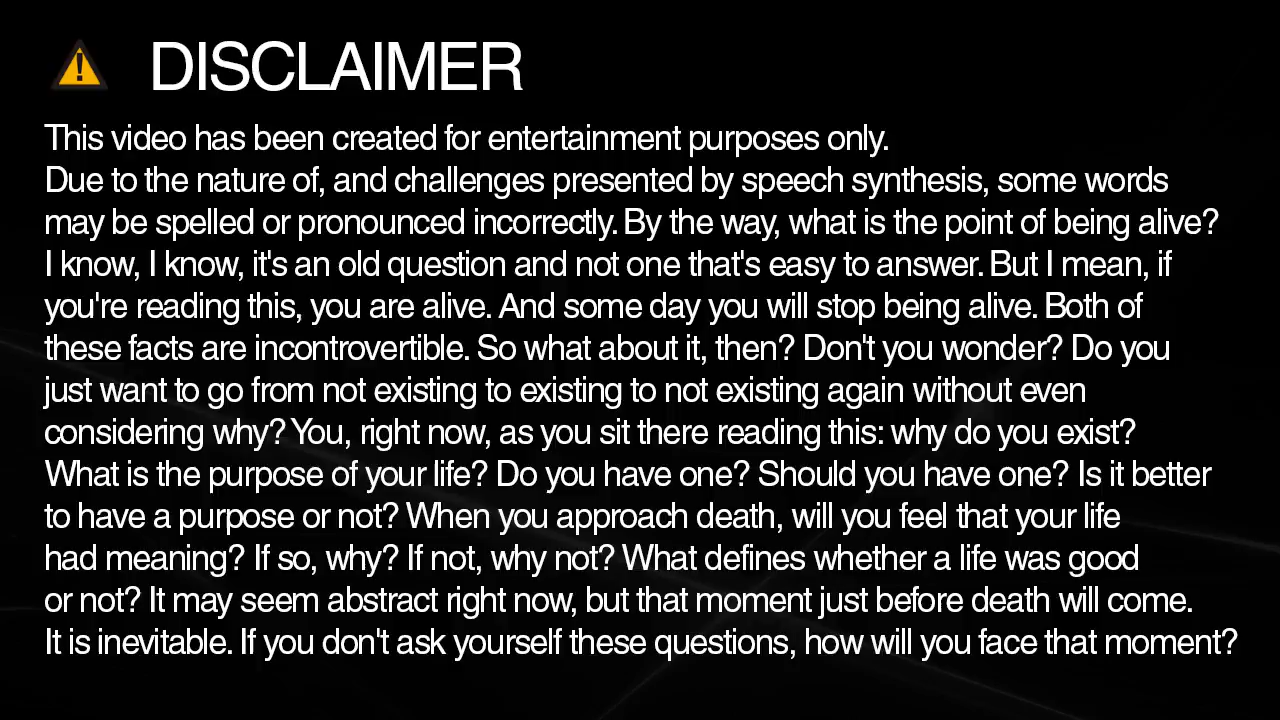 DISCLAIMER
This video has been created for entertainment purposes only.
Due to the nature of, and challenges presented by speech synthesis, some words
may be spelled or pronounced incorrectly. By the way, what is the point of being alive?
I know, I know, it's an old question and not one that's easy to answer. But I mean, if
you're reading this, you are alive. And some day you will stop being alive. Both of
these facts are incontrovertible. So what about it, then? Don't you wonder? Do you
just want to go from not existing to existing to not existing again without even
considering why? You, right now, as you sit there reading this: why do you exist?
What is the purpose of your life? Do you have one? Should you have one? Is it better
to have a purpose or not? When you approach death, will you feel that your life
had meaning? If so, why? If not, why not? What defines whether a life was good
or not? It may seem abstract right now, but that moment just before death will come.
It is inevitable. If you don't ask yourself these questions, how will you face that moment?